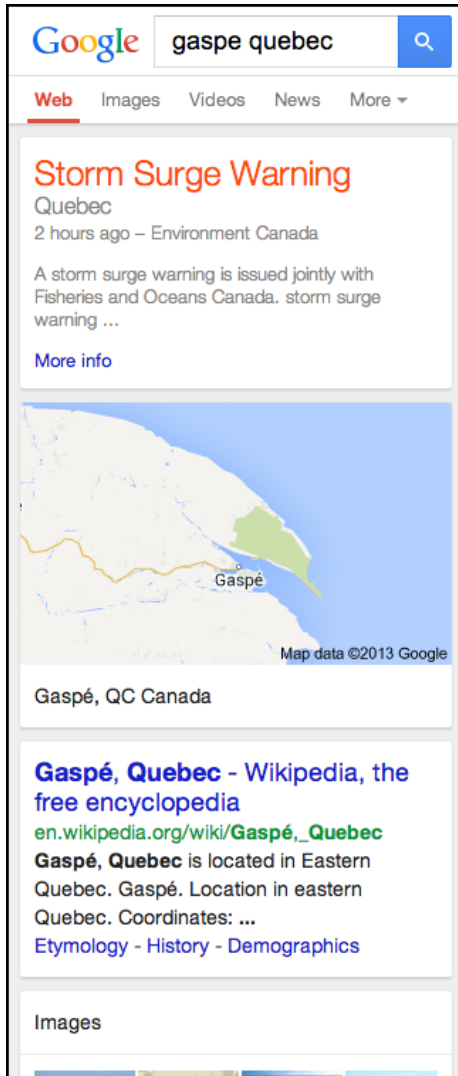 Google gaspe quebec
Web Images Videos News More
Storm Surge Warning
Quebec
2 hours ago – Environment Canada
A storm surge warning is issued jointly with
Fisheries and Oceans Canada. storm surge
warning ...
More info
Gaspé
Map data ©2013 Google
Gaspé, QC Canada
Gaspé, Quebec - Wikipedia, the
free encyclopedia
en.wikipedia.org/wiki/Gaspé,_Quebec
Gaspé, Quebec is located in Eastern
Quebec. Gaspé. Location in eastern
Quebec. Coordinates: ...
Etymology - History - Demographics
Images